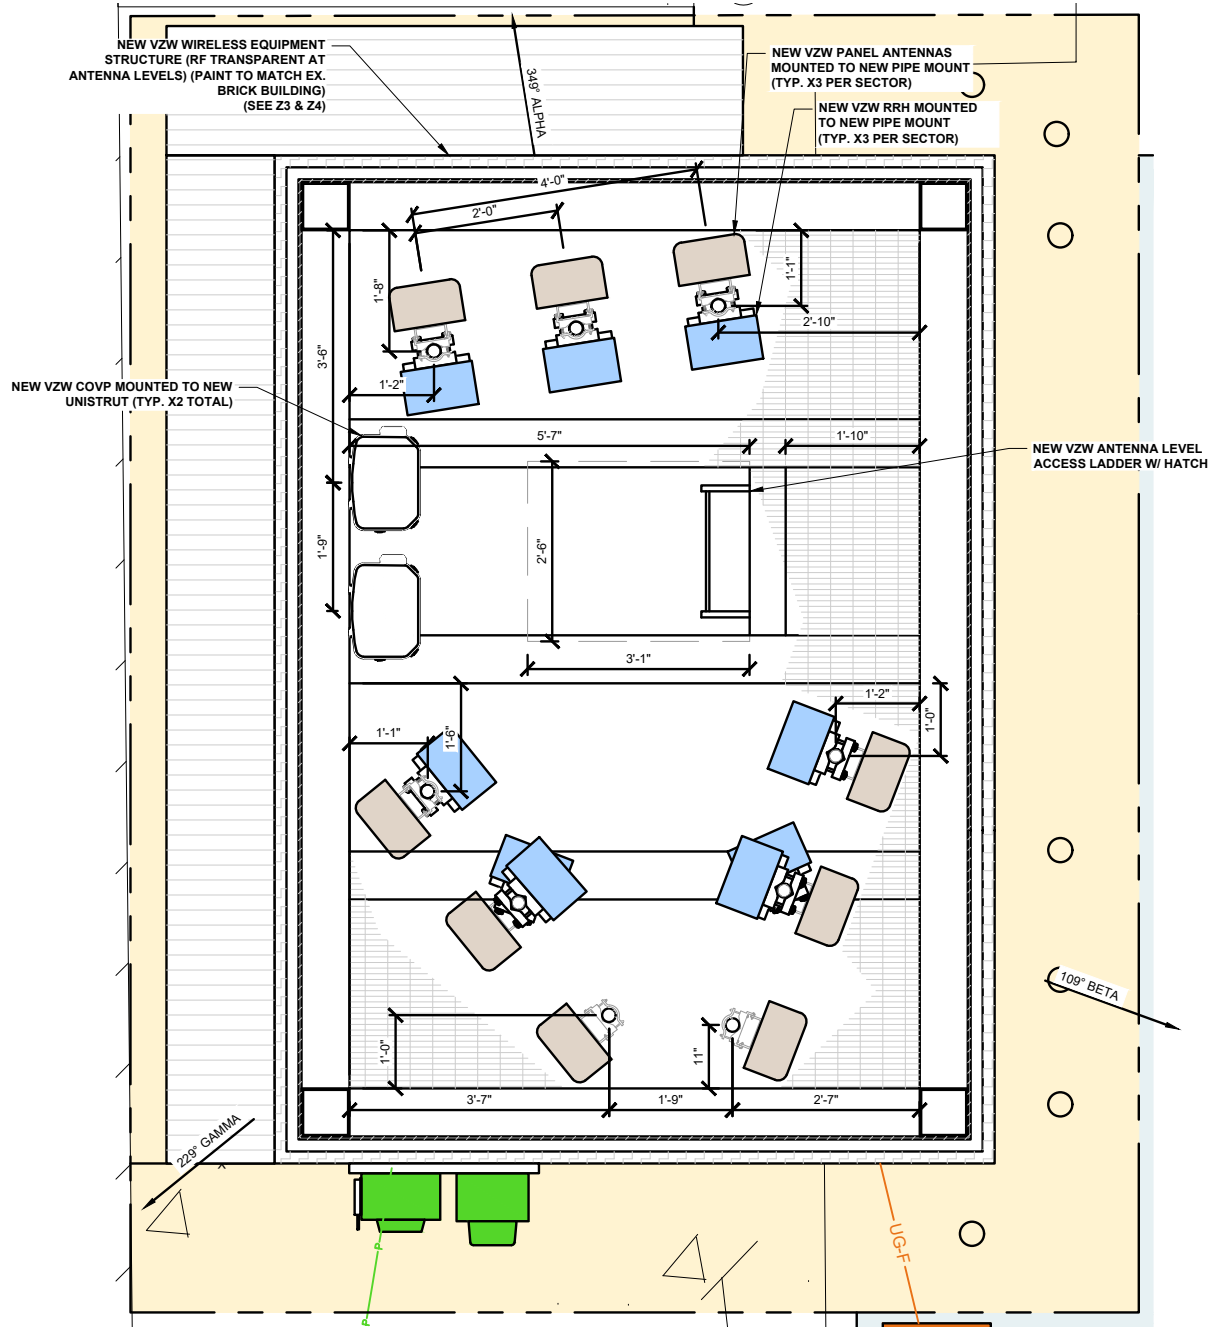 NEW VZW WIRELESS EQUIPMENT
STRUCTURE (RF TRANSPARENT AT
ANTENNA LEVELS) (PAINT TO MATCH EX.
BRICK BUILDING)
(SEE Z3 & Z4)
349° ALPHA
NEW VZW PANEL ANTENNAS
MOUNTED TO NEW PIPE MOUNT
(TYP. X3 PER SECTOR)
NEW VZW RRH MOUNTED
TO NEW PIPE MOUNT
(TYP. X3 PER SECTOR)
4'-0"
2'-0"
1'-8"
1'-1"
2'-10"
3'-6"
1'-2"
NEW VZW COVP MOUNTED TO NEW
UNISTRUT (TYP. X2 TOTAL)
5'-7"
1'-10"
NEW VZW ANTENNA LEVEL
ACCESS LADDER W/ HATCH
1'-9"
2'-6"
3'-1"
1'-2"
1'-0"
1'-1"
1'-6"
109° BETA
1'-0"
11"
3'-7"
1'-9"
2'-7"
229° GAMMA
UG-F
P
P